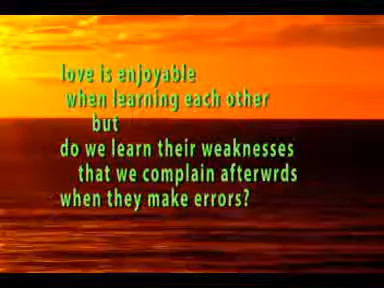 love is enjoyable
when learning each other
but
do we learn their weaknesses
that we complain afterwrds
when they make errors?